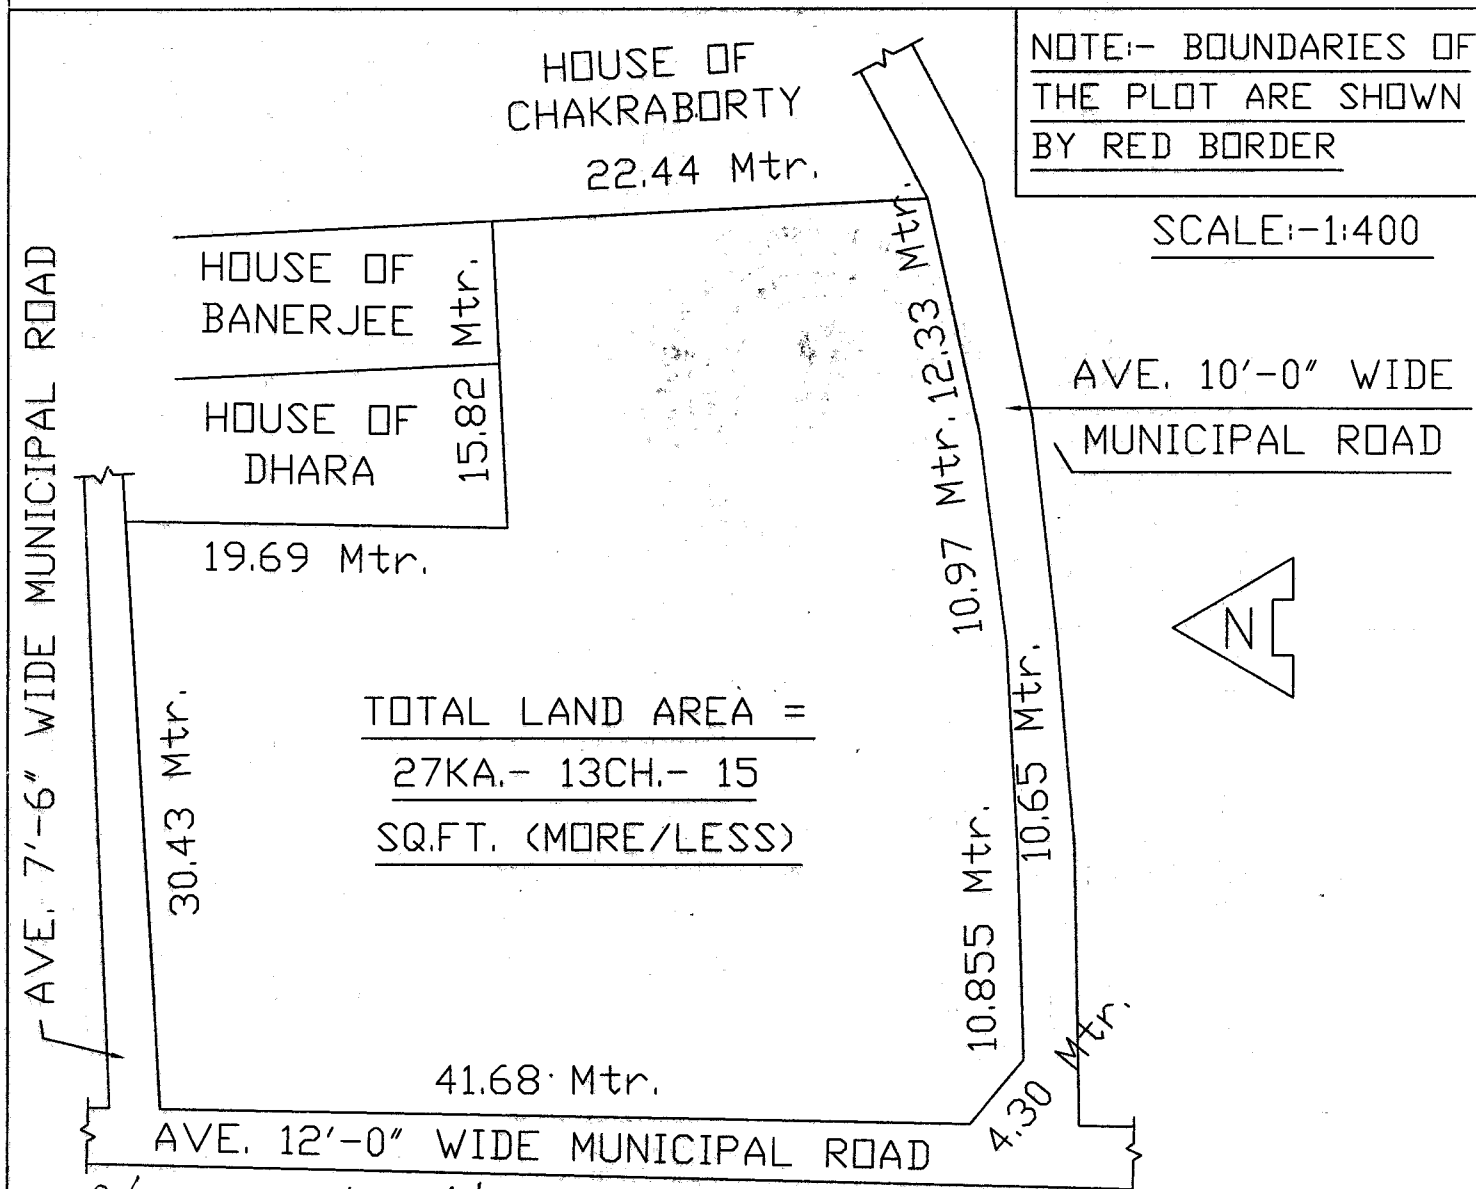 NOTE:- BOUNDARIES OF
THE PLOT ARE SHOWN
BY RED BORDER
SCALE:-1:400
HOUSE OF
CHAKRABORTY
22.44 Mtr.
HOUSE OF
BANERJEE
HOUSE OF
DHARA
15.82 Mtr.
19.69 Mtr.
12.33 Mtr.
10.97 Mtr.
10.65 Mtr.
10.855 Mtr.
4.30 Mtr.
AVE. 10'-0" WIDE
MUNICIPAL ROAD
N
AVE. 7'-6" WIDE MUNICIPAL ROAD
30.43 Mtr.
TOTAL LAND AREA =
27KA.- 13CH.- 15
SQ.FT. (MORE/LESS)
41.68 Mtr.
AVE. 12'-0" WIDE MUNICIPAL ROAD